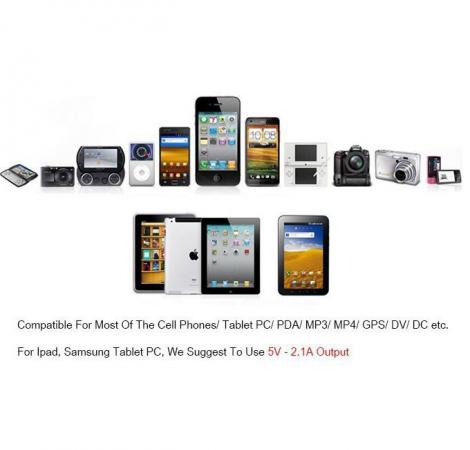 Compatible For Most Of The Cell Phones/ Tablet PC/ PDA/ MP3/ MP4/ GPS/ DV/ DC etc.
For Ipad, Samsung Tablet PC, We Suggest To Use 5V - 2.1A Output